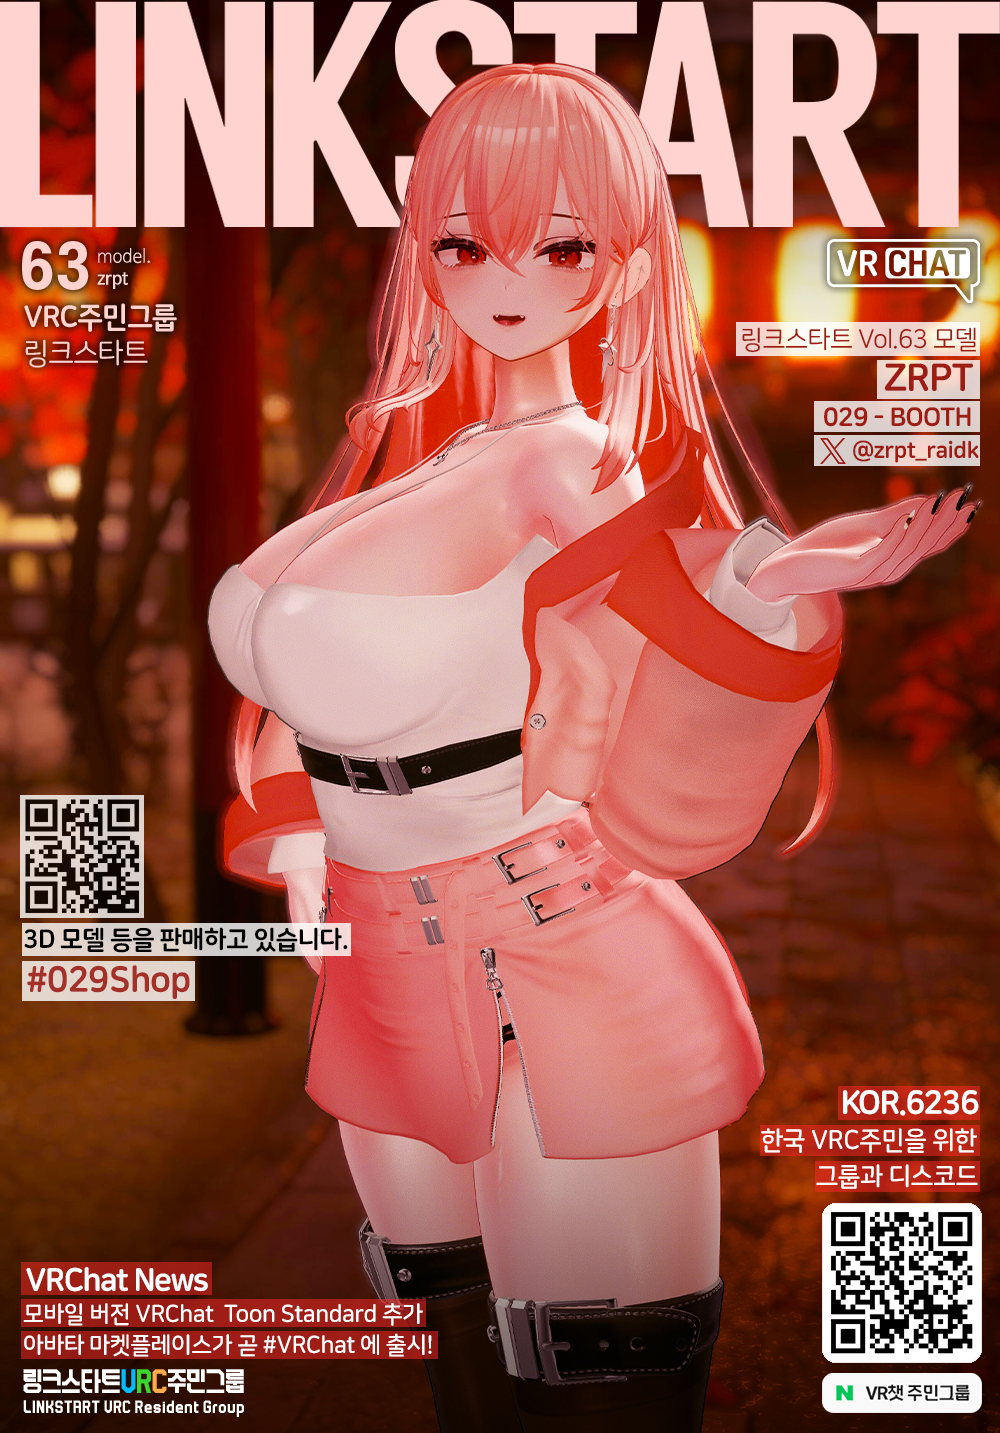 LINKSTART
63 model.
zrpt
VRC주민그룹
링크스타트
VR CHAT
링크스타트 Vol.63 모델
ZRPT
029 - BOOTH
X @zrpt_raidk
3D 모델 등을 판매하고 있습니다.
#029Shop
KOR.6236
한국 VRC주민을 위한
그룹과 디스코드
VRChat News
모바일 버전 VRChat Toon Standard 추가
아바타 마켓플레이스가 곧 #VRChat 에 출시!
링크스타트VRC주민그룹
LINKSTART VRC Resident Group
N VR챗 주민그룹